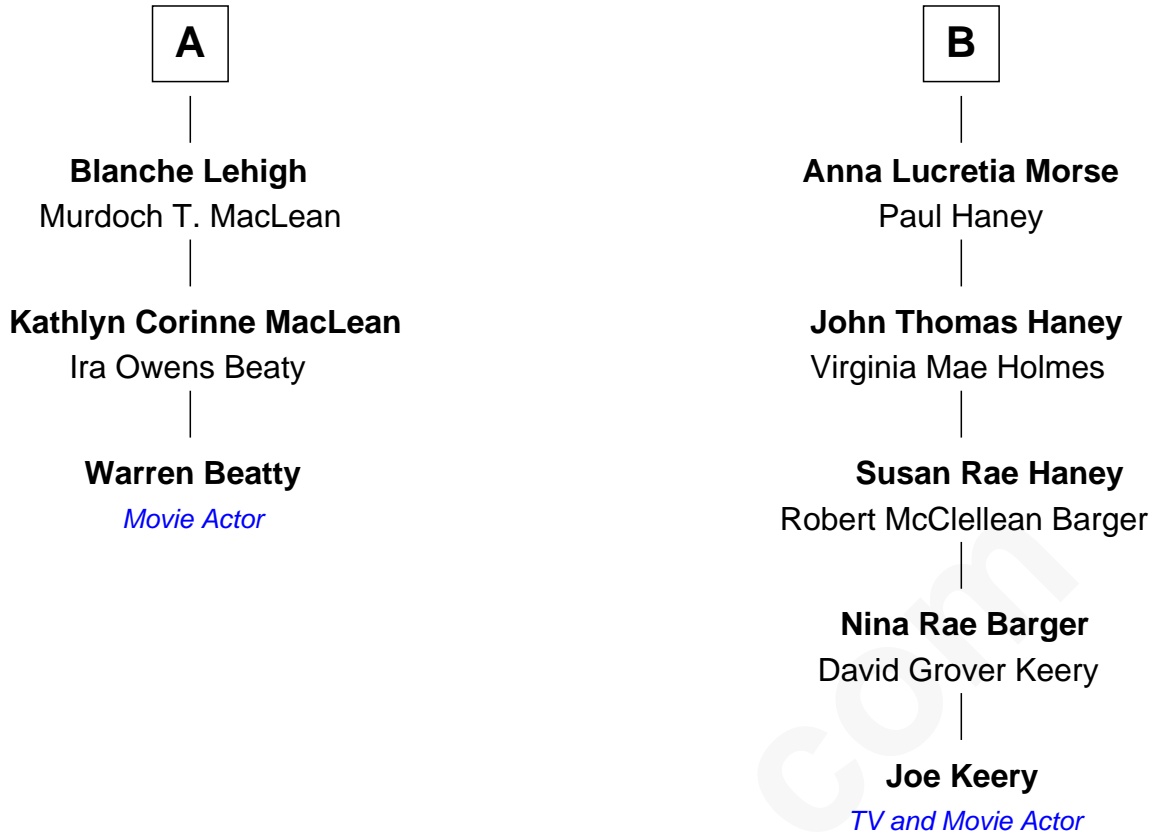 A
Blanche Lehigh
Murdoch T. MacLean
Kathlyn Corinne MacLean
Ira Owens Beaty
Warren Beatty
Movie Actor
B
Anna Lucretia Morse
Paul Haney
John Thomas Haney
Virginia Mae Holmes
Susan Rae Haney
Robert McClellean Barger
Nina Rae Barger
David Grover Keery
Joe Keery
TV and Movie Actor
com